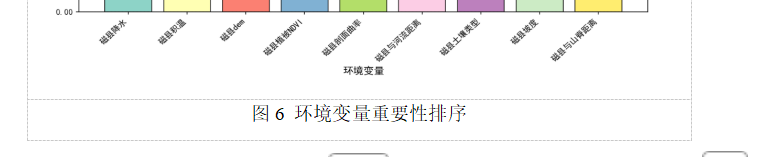 0.00
磁县降水
磁县积温
磁县dem
磁县植被NDVI
磁县剖面曲率
磁县与河流距离
磁县土壤类型
磁县坡度
磁县与山脊距离
环境变量
图 6 环境变量重要性排序